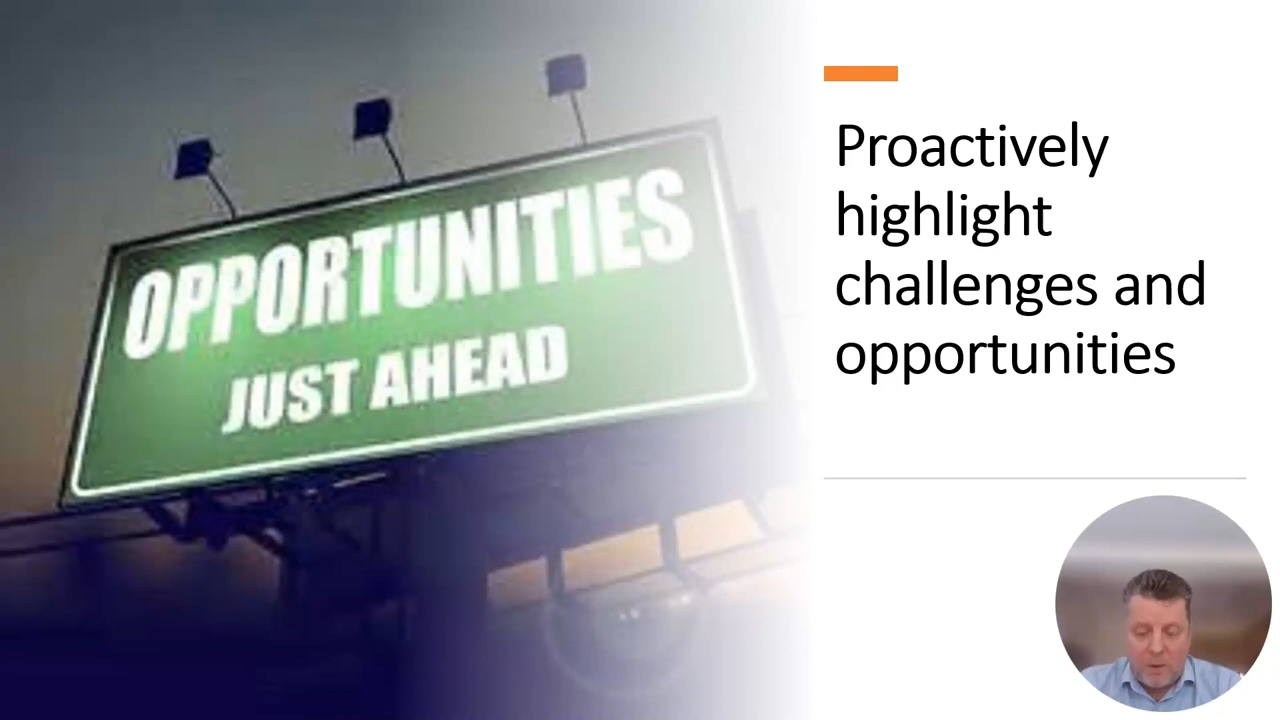 OPPORTUNITIES
JUST AHEAD
Proactively
highlight
challenges and
opportunities